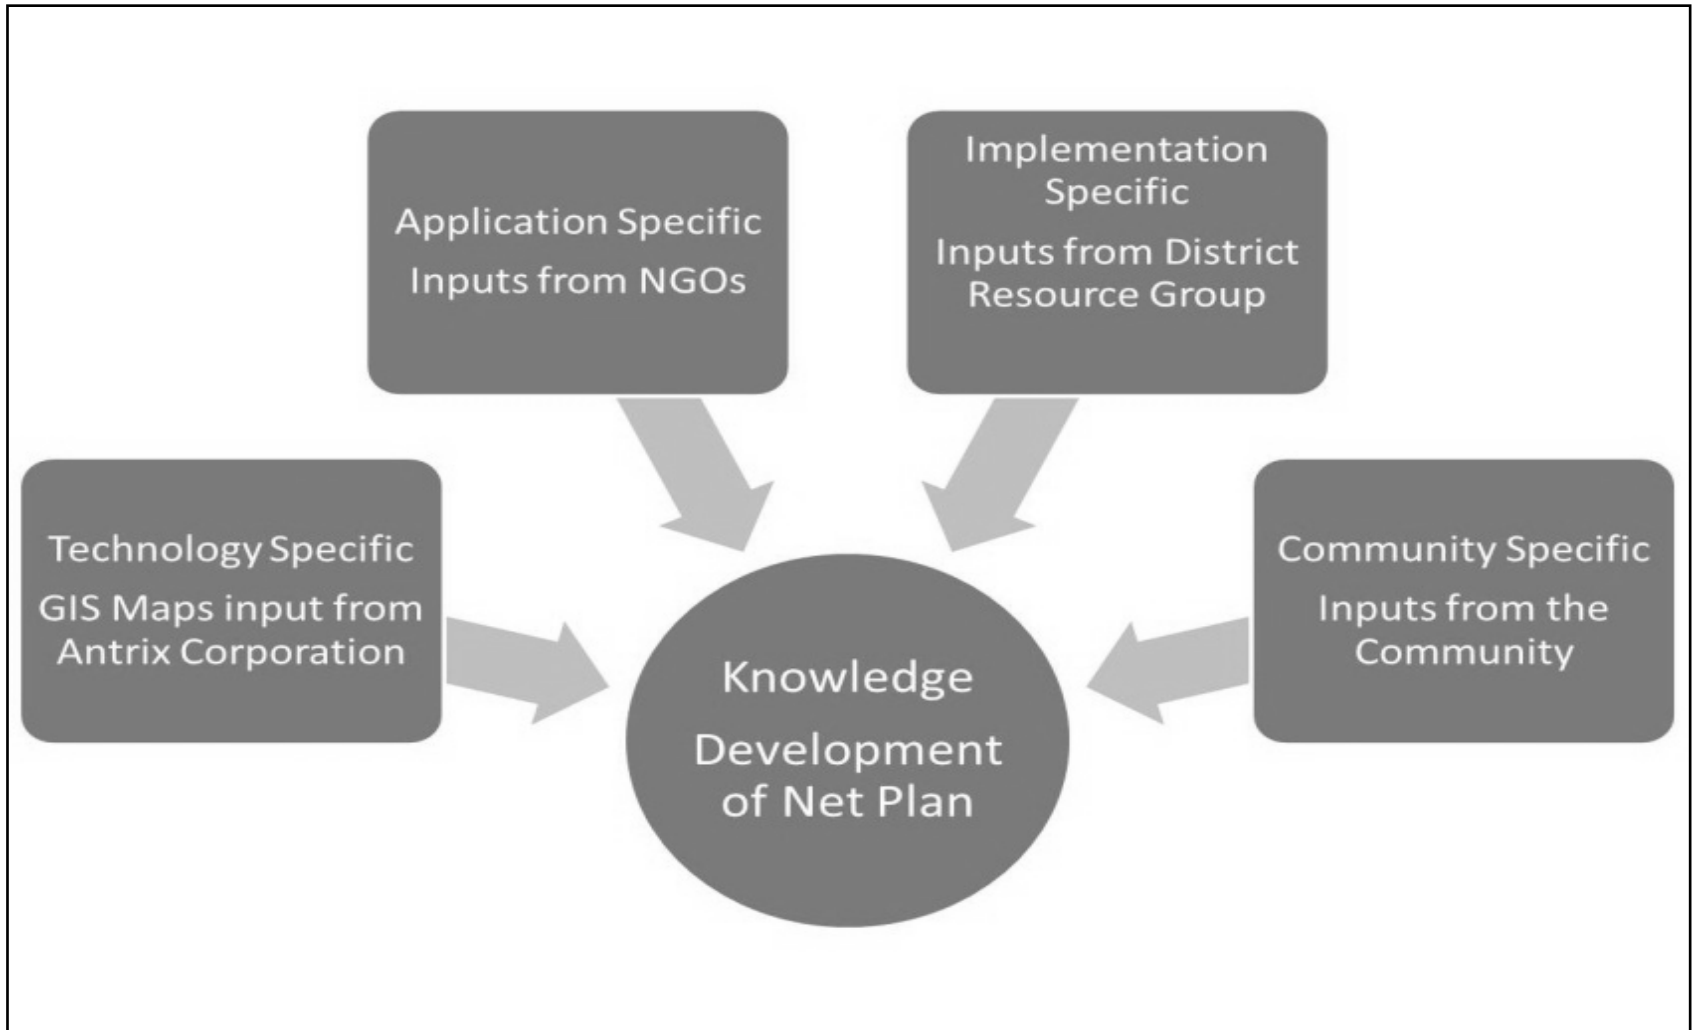 Application Specific
Inputs from NGOs
Implementation
Specific
Inputs from District
Resource Group
Technology Specific
GIS Maps input from
Antrix Corporation
Community Specific
Inputs from the
Community
Knowledge
Development
of Net Plan